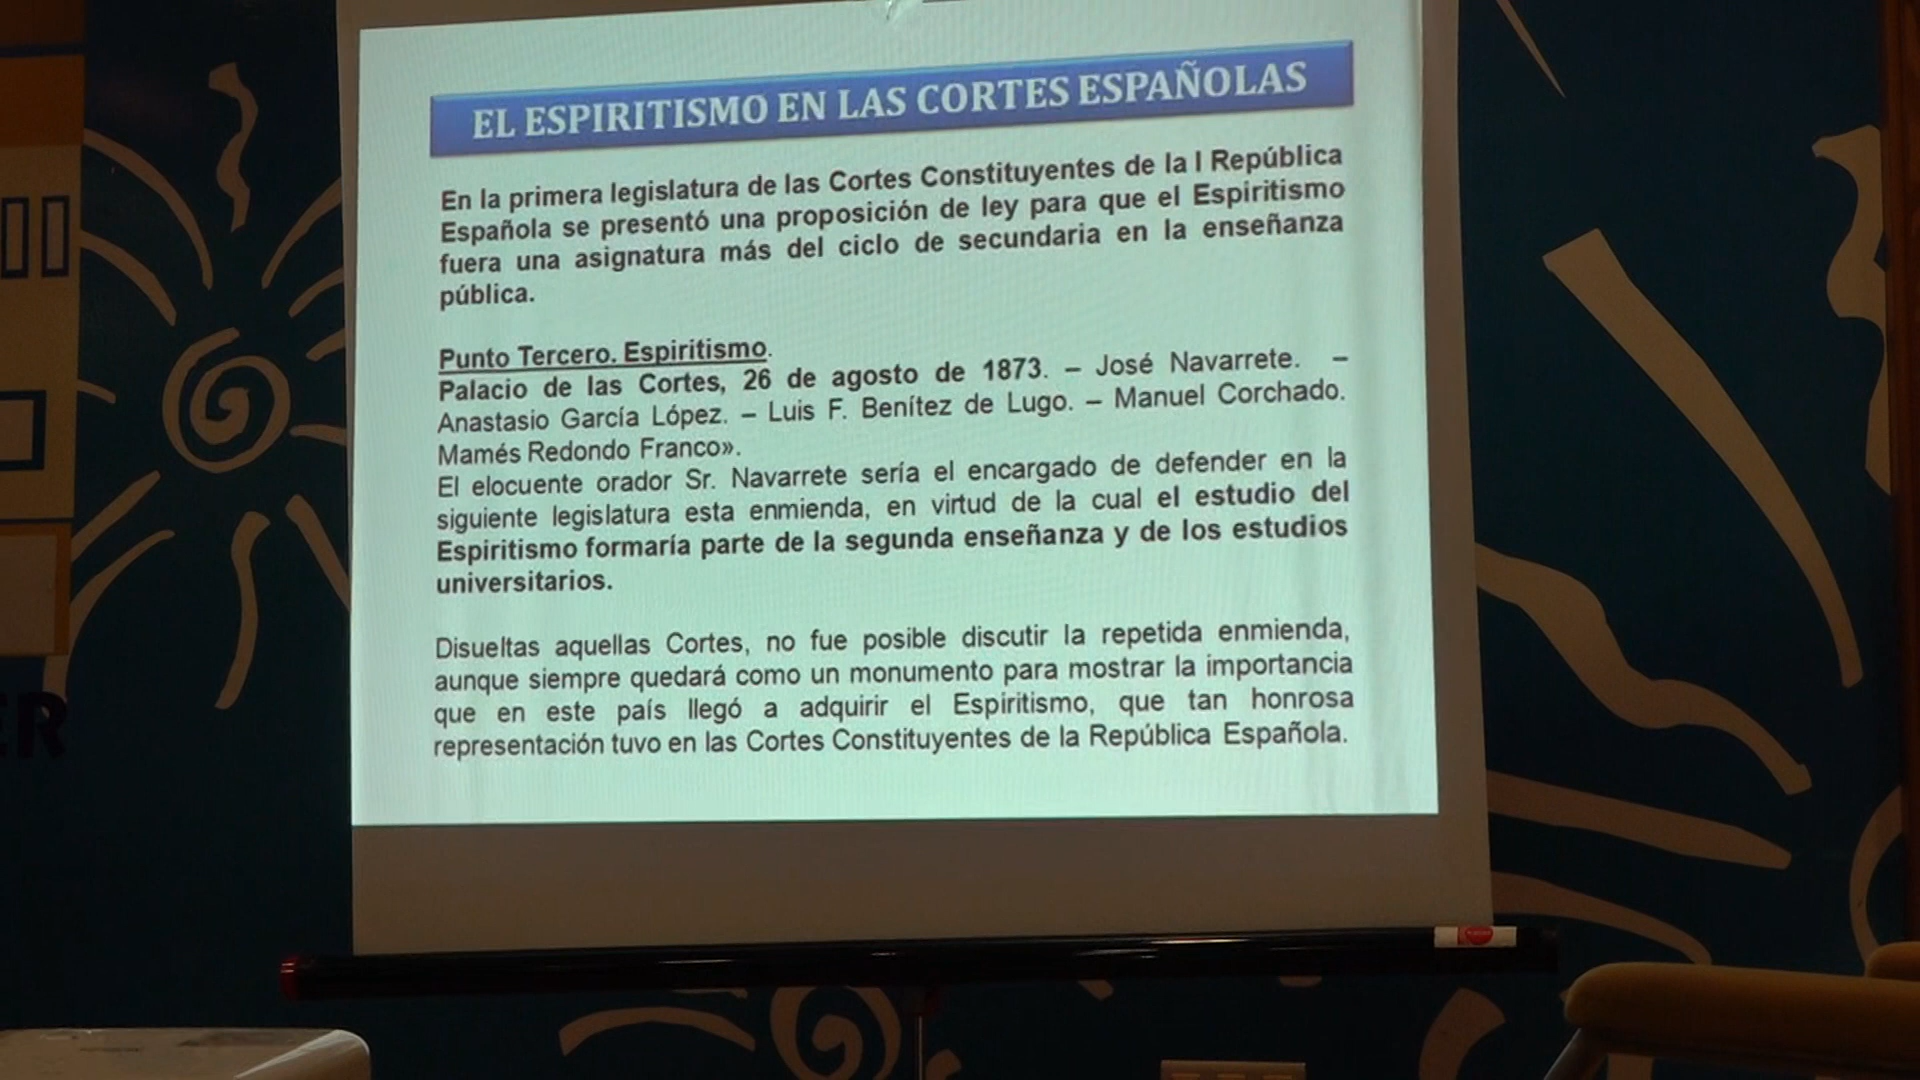 EL ESPIRITISMO EN LAS CORTES ESPAÑOLAS
En la primera legislatura de las Cortes Constituyentes de la I República
Española se presentó una proposición de ley para que el Espiritismo
fuera una asignatura más del ciclo de secundaria en la enseñanza
pública.
Punto Tercero. Espiritismo.
Palacio de las Cortes, 26 de agosto de 1873. – José Navarrete. –
Anastasio García López. – Luis F. Benítez de Lugo. – Manuel Corchado.
Mamés Redondo Franco».
El elocuente orador Sr. Navarrete sería el encargado de defender en la
siguiente legislatura esta enmienda, en virtud de la cual el estudio del
Espiritismo formaría parte de la segunda enseñanza y de los estudios
universitarios.
Disueltas aquellas Cortes, no fue posible discutir la repetida enmienda,
aunque siempre quedará como un monumento para mostrar la importancia
que en este país llegó a adquirir el Espiritismo, que tan honrosa
representación tuvo en las Cortes Constituyentes de la República Española.
ER